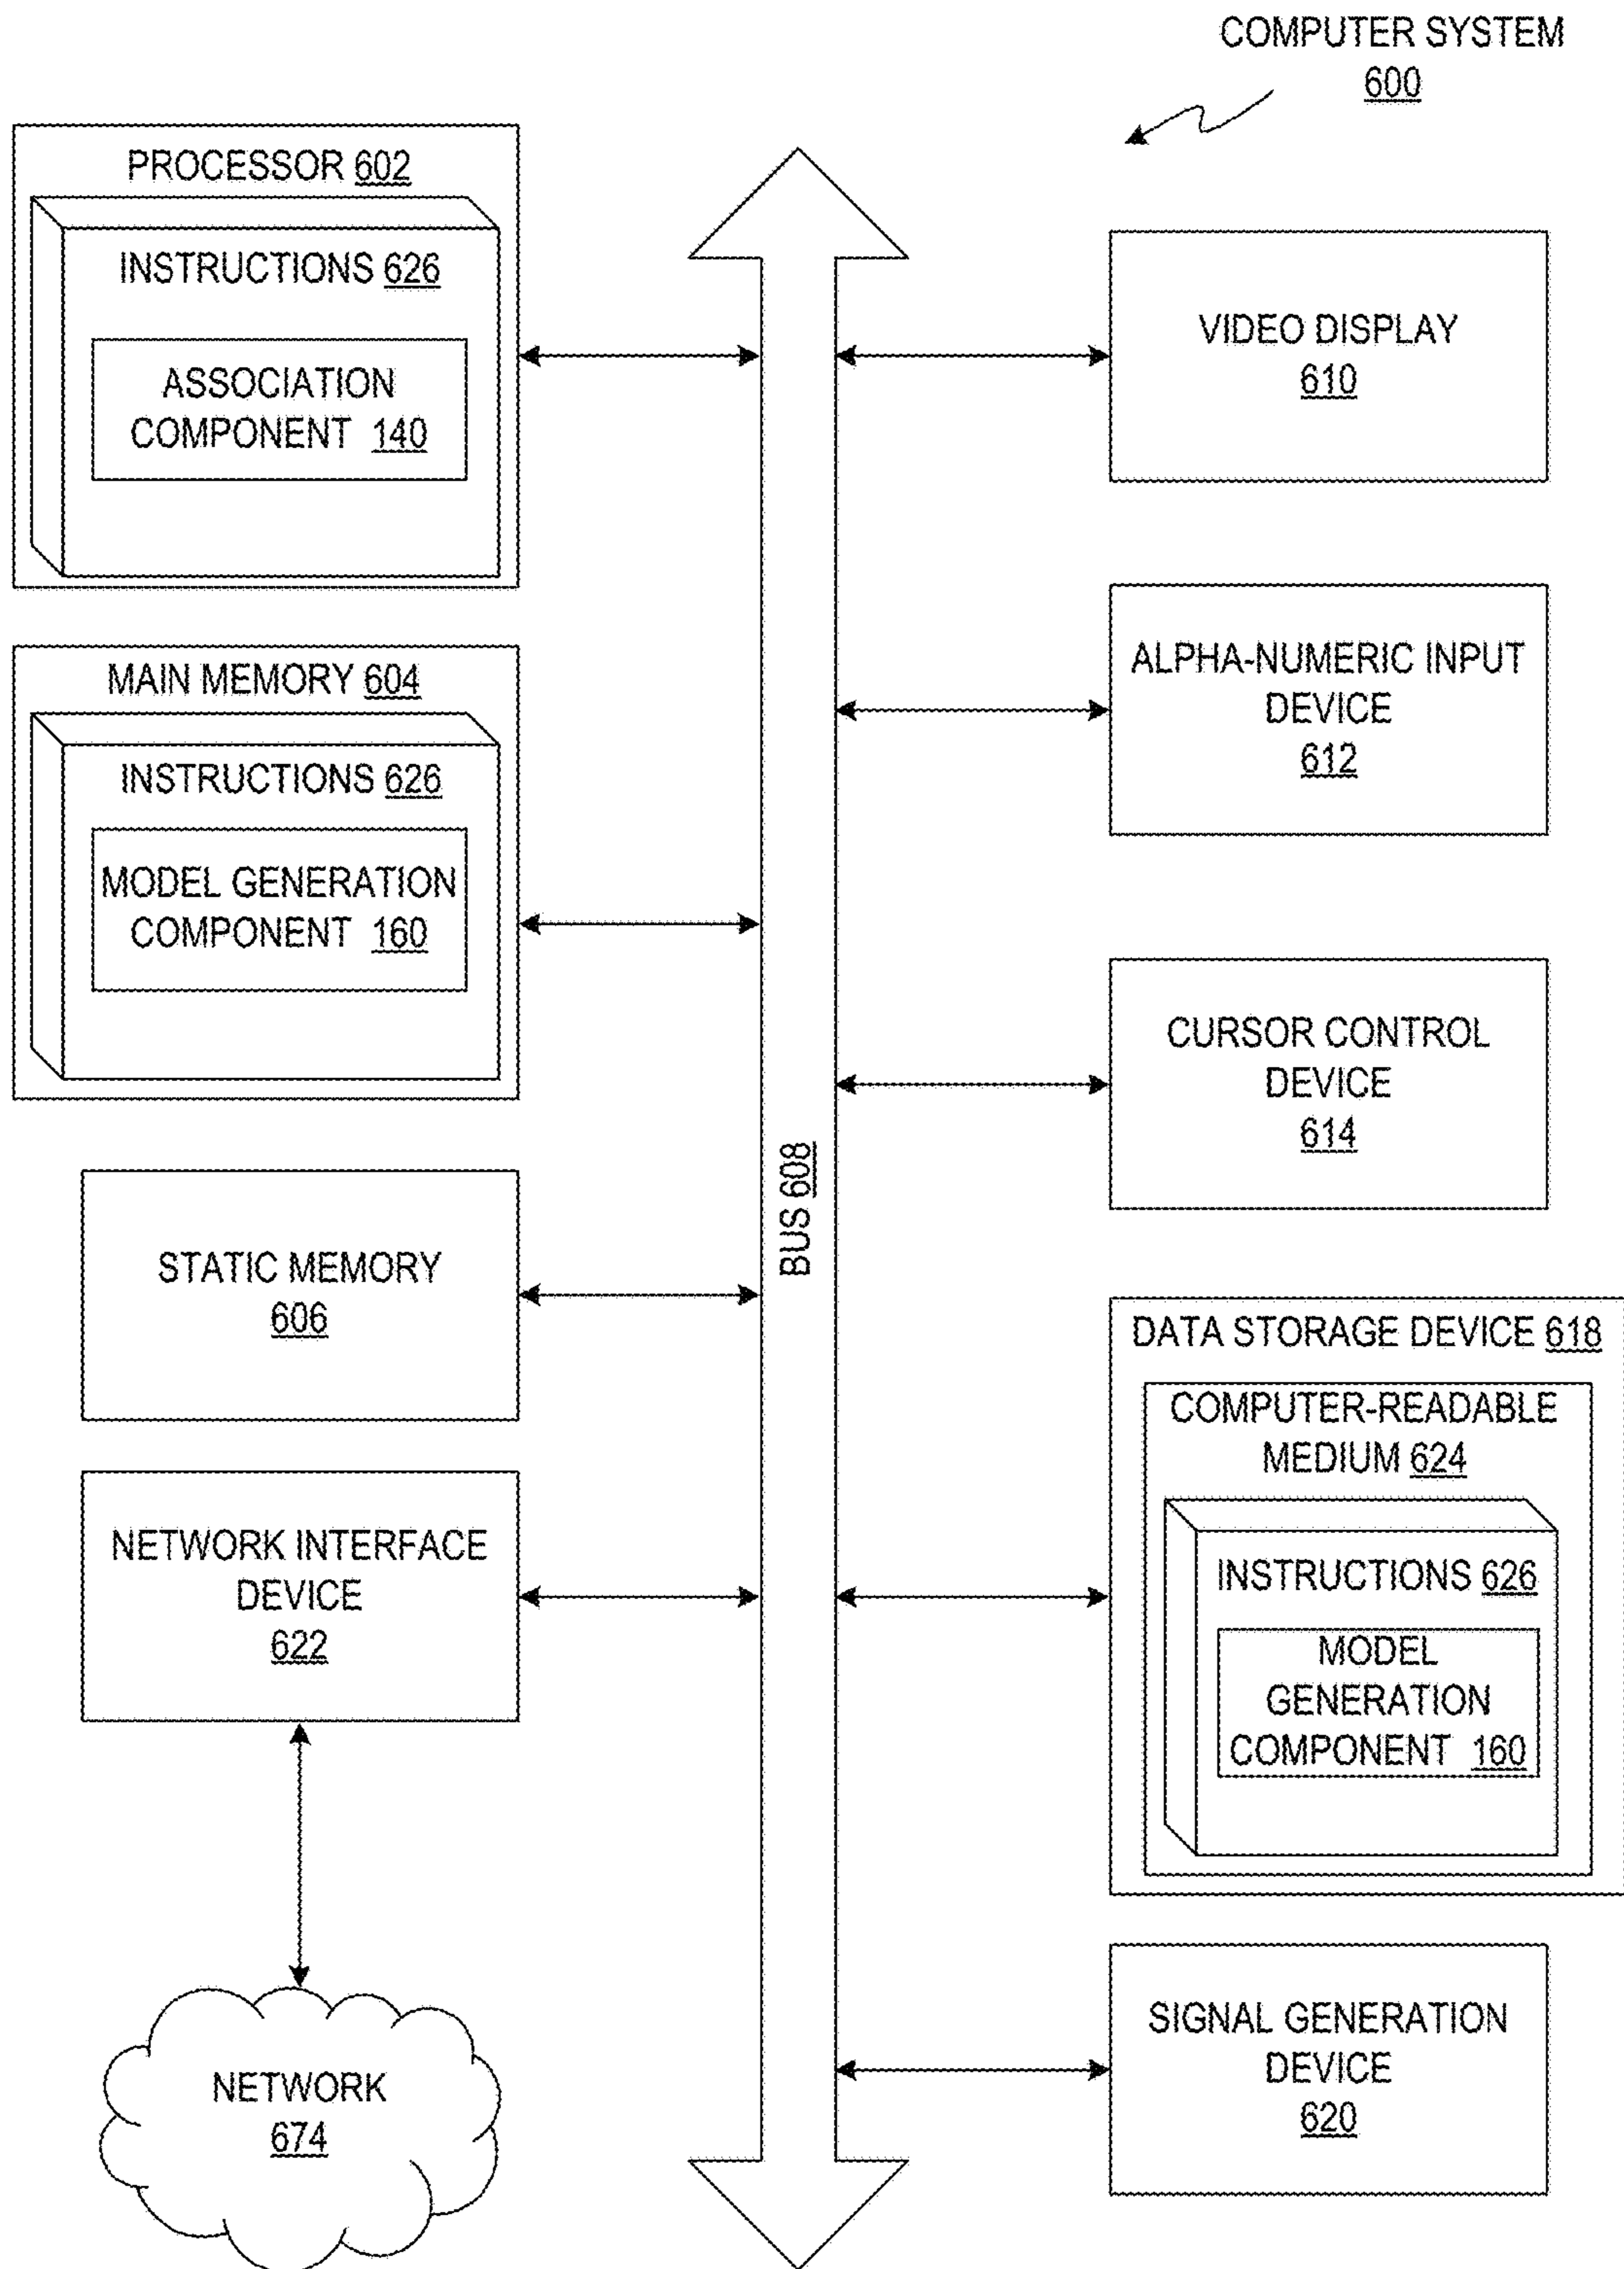 COMPUTER SYSTEM
600
PROCESSOR 602
INSTRUCTIONS 626
ASSOCIATION
COMPONENT 140
MAIN MEMORY 604
INSTRUCTIONS 626
MODEL GENERATION
COMPONENT 160
STATIC MEMORY
606
NETWORK INTERFACE
DEVICE
622
NETWORK
674
BUS 608
VIDEO DISPLAY
610
ALPHA-NUMERIC INPUT
DEVICE
612
CURSOR CONTROL
DEVICE
614
DATA STORAGE DEVICE 618
COMPUTER-READABLE
MEDIUM 624
INSTRUCTIONS 626
MODEL
GENERATION
COMPONENT 160
SIGNAL GENERATION
DEVICE
620